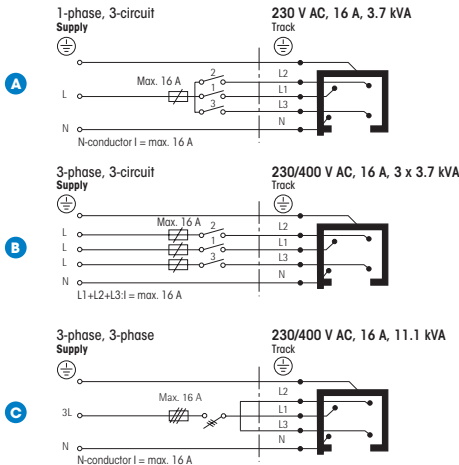 1-phase, 3-circuit
Supply
230 V AC, 16 A, 3.7 kVA
Track
A
Max. 16 A
2
L2
L
1
L1
3
L3
N
N
N-conductor I = max. 16 A
3-phase, 3-circuit
Supply
230/400 V AC, 16 A, 3 x 3.7 kVA
Track
B
Max. 16 A
L
2
L2
L
1
L1
L
3
L3
N
N
L1+L2+L3:I = max. 16 A
3-phase, 3-phase
Supply
230/400 V AC, 16 A, 11.1 kVA
Track
C
Max. 16 A
L2
3L
L1
L3
N
N
N-conductor I = max. 16 A